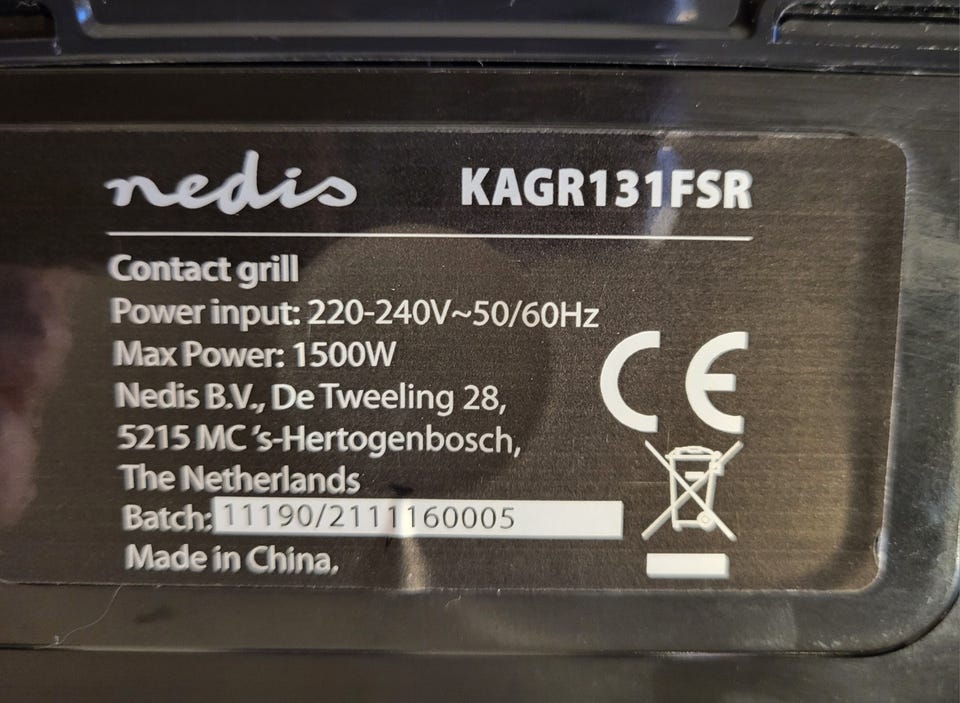 nedis KAGR131FSR
Contact grill
Power input: 220-240V~50/60Hz
Max Power: 1500W
Nedis B.V., De Tweeling 28,
5215 MC 's-Hertogenbosch,
The Netherlands
Batch: 11190/2111160005
Made in China,
CE